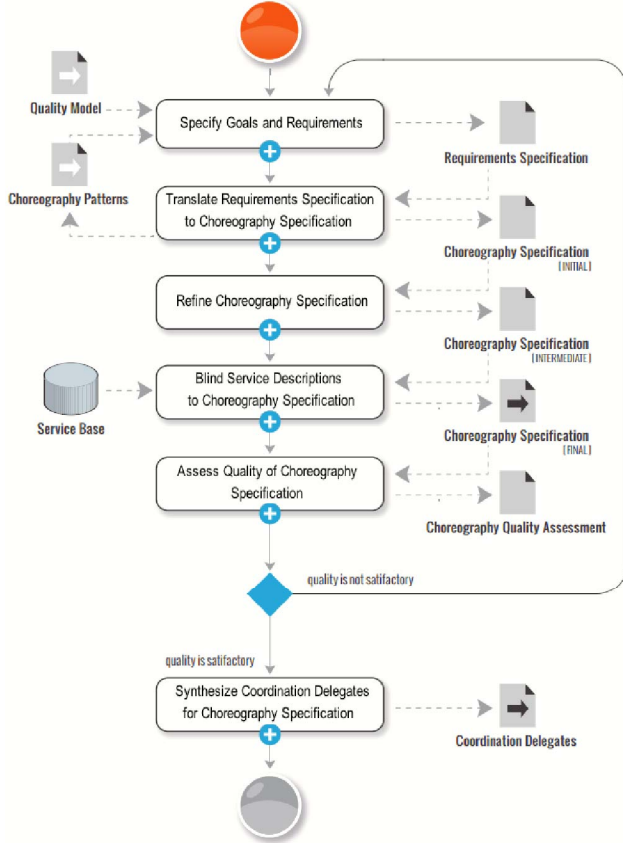 Quality Model
Specify Goals and Requirements
Requirements Specification
Choreography Patterns
Translate Requirements Specification
to Choreography Specification
Choreography Specification
[INITIAL]
Refine Choreography Specification
Choreography Specification
[INTERMEDIATE]
Blind Service Descriptions
to Choreography Specification
Service Base
Choreography Specification
[FINAL]
Assess Quality of Choreography
Specification
Choreography Quality Assessment
quality is not satifactory
quality is satifactory
Synthesize Coordination Delegates
for Choreography Specification
Coordination Delegates